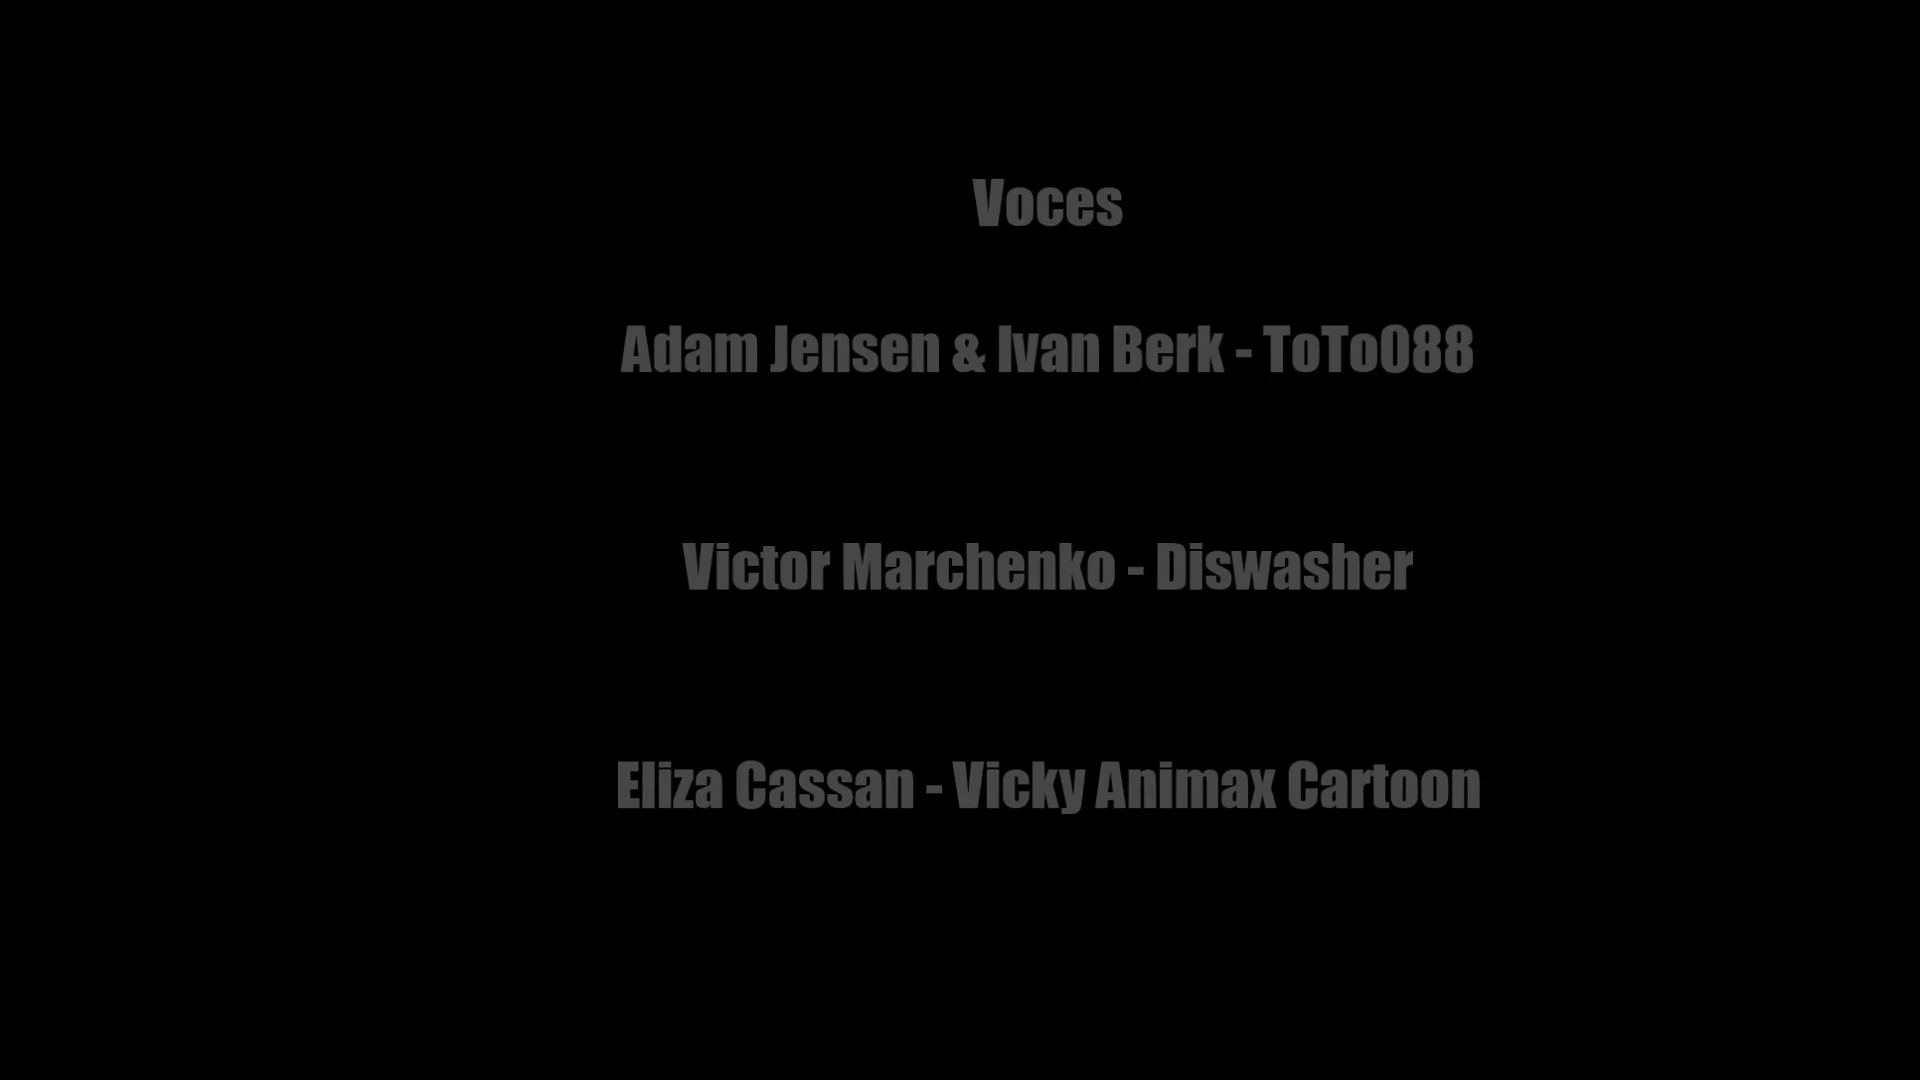 Voces
Adam Jensen & Ivan Berk - ToTo088
Victor Marchenko - Diswasher
Eliza Cassan - Vicky Animax Cartoon